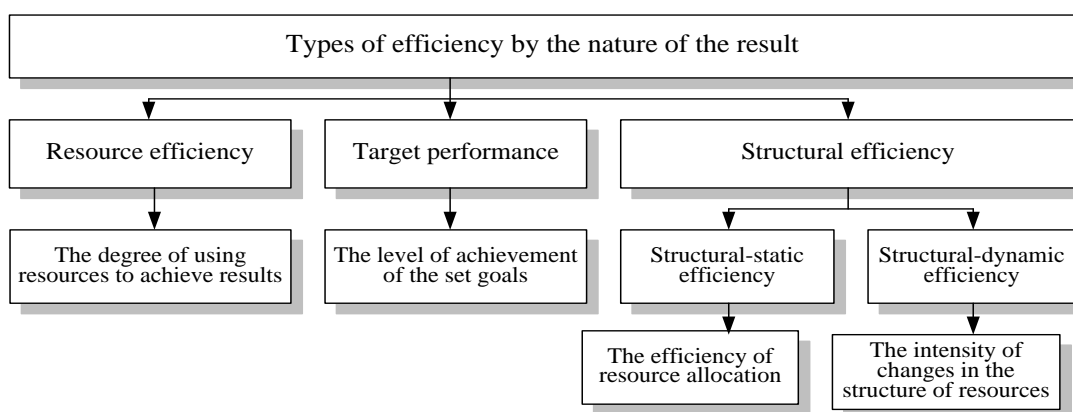 Types of efficiency by the nature of the result
Resource efficiency
Target performance
Structural efficiency
The degree of using
resources to achieve results
The level of achievement
of the set goals
Structural-static
efficiency
Structural-dynamic
efficiency
The efficiency of
resource allocation
The intensity of
changes in the
structure of resources